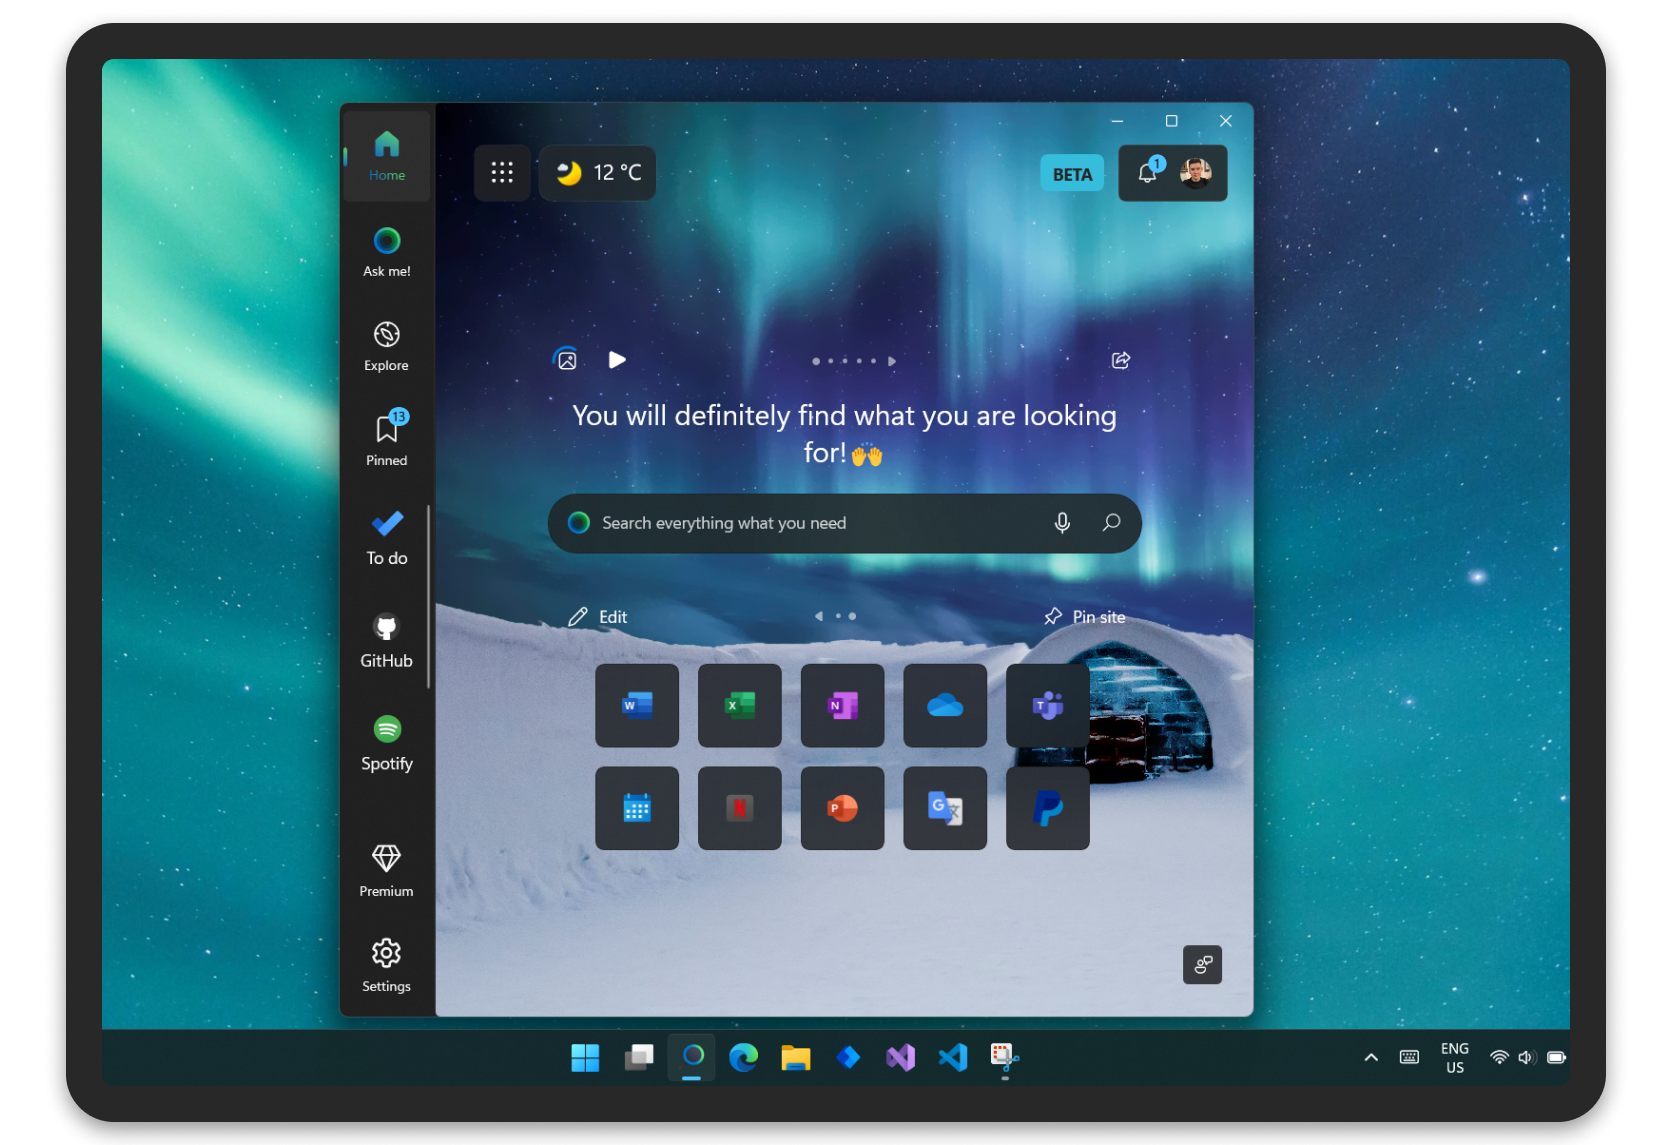 Home
Ask me!
Explore
13
Pinned
To do
GitHub
Spotify
Premium
Settings
12 °C
BETA
1
You will definitely find what you are looking
for!🙌
Search everything what you need
Edit
Pin site
W
X
N
T
N
P
G
文
ENG
US